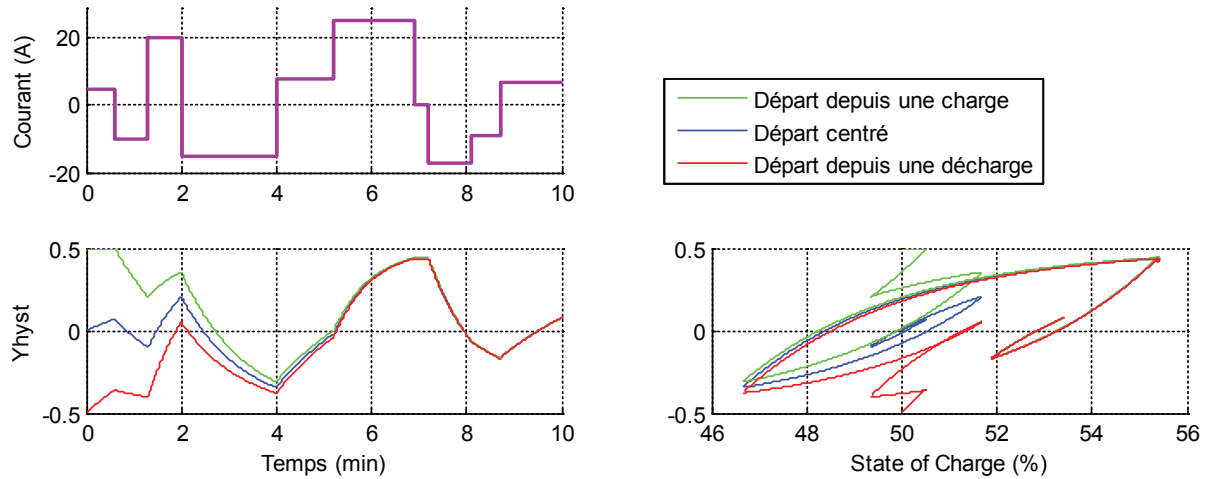 Courant (A)
20
0
-20
0 2 4 6 8 10
Départ depuis une charge
Départ centré
Départ depuis une décharge
Yhyst
0.5
0
-0.5
0 2 4 6 8 10
Temps (min)
0.5
0
-0.5
46 48 50 52 54 56
State of Charge (%)